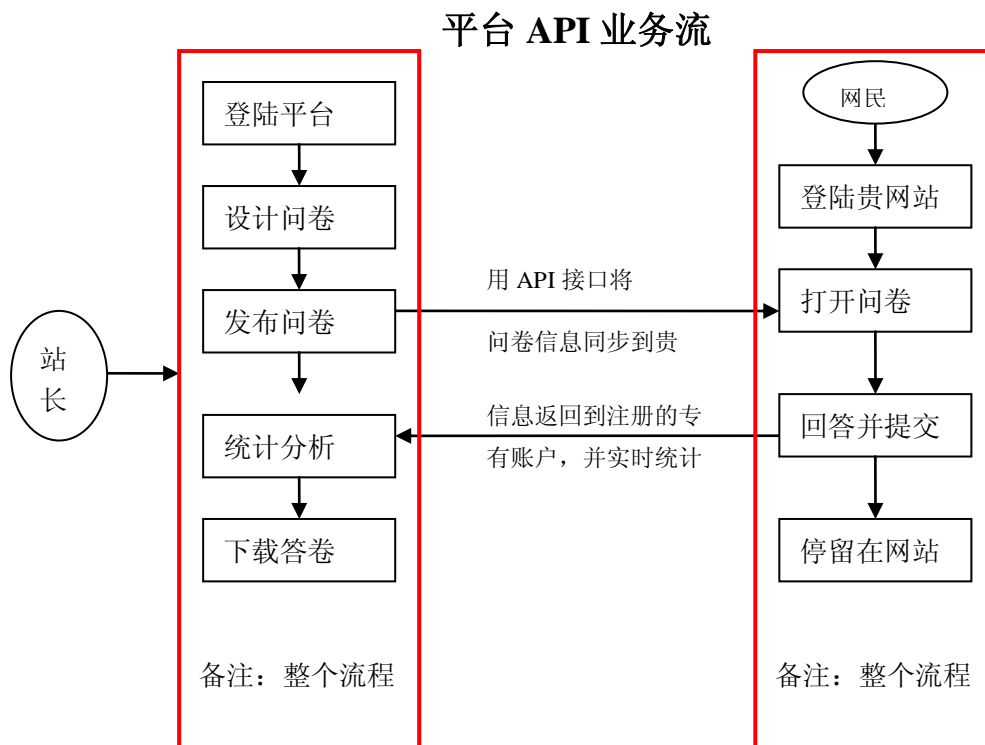 平台 API 业务流
站
长
登陆平台
设计问卷
发布问卷
统计分析
下载答卷
备注：整个流程
用 API 接口将
问卷信息同步到贵
信息返回到注册的专
有账户，并实时统计
网民
登陆贵网站
打开问卷
回答并提交
停留在网站
备注：整个流程